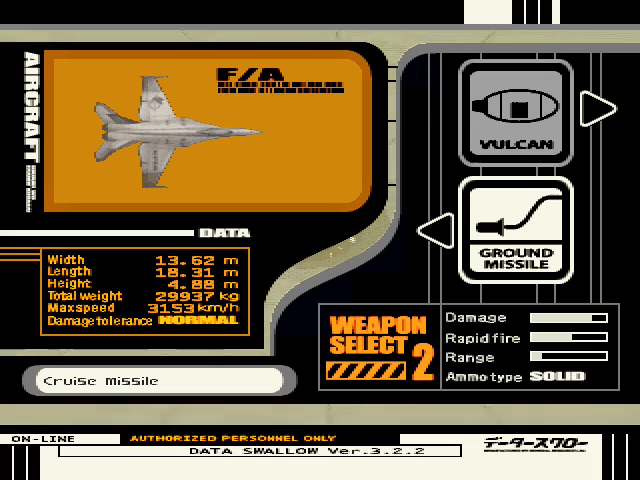 AIRCRAFT
F/A
VULCAN
GROUND
MISSILE
DATA
Width 13.62 m
Length 18.31 m
Height 4.88 m
Total weight 29937 kg
Max speed 3153 km/h
Damage tolerance NORMAL
WEAPON
SELECT 2
Damage
Rapid fire
Range
Ammo type SOLID
Cruise missile
ON-LINE
AUTHORIZED PERSONNEL ONLY
DATA SWALLOW Ver.3.2.2
データースワロー